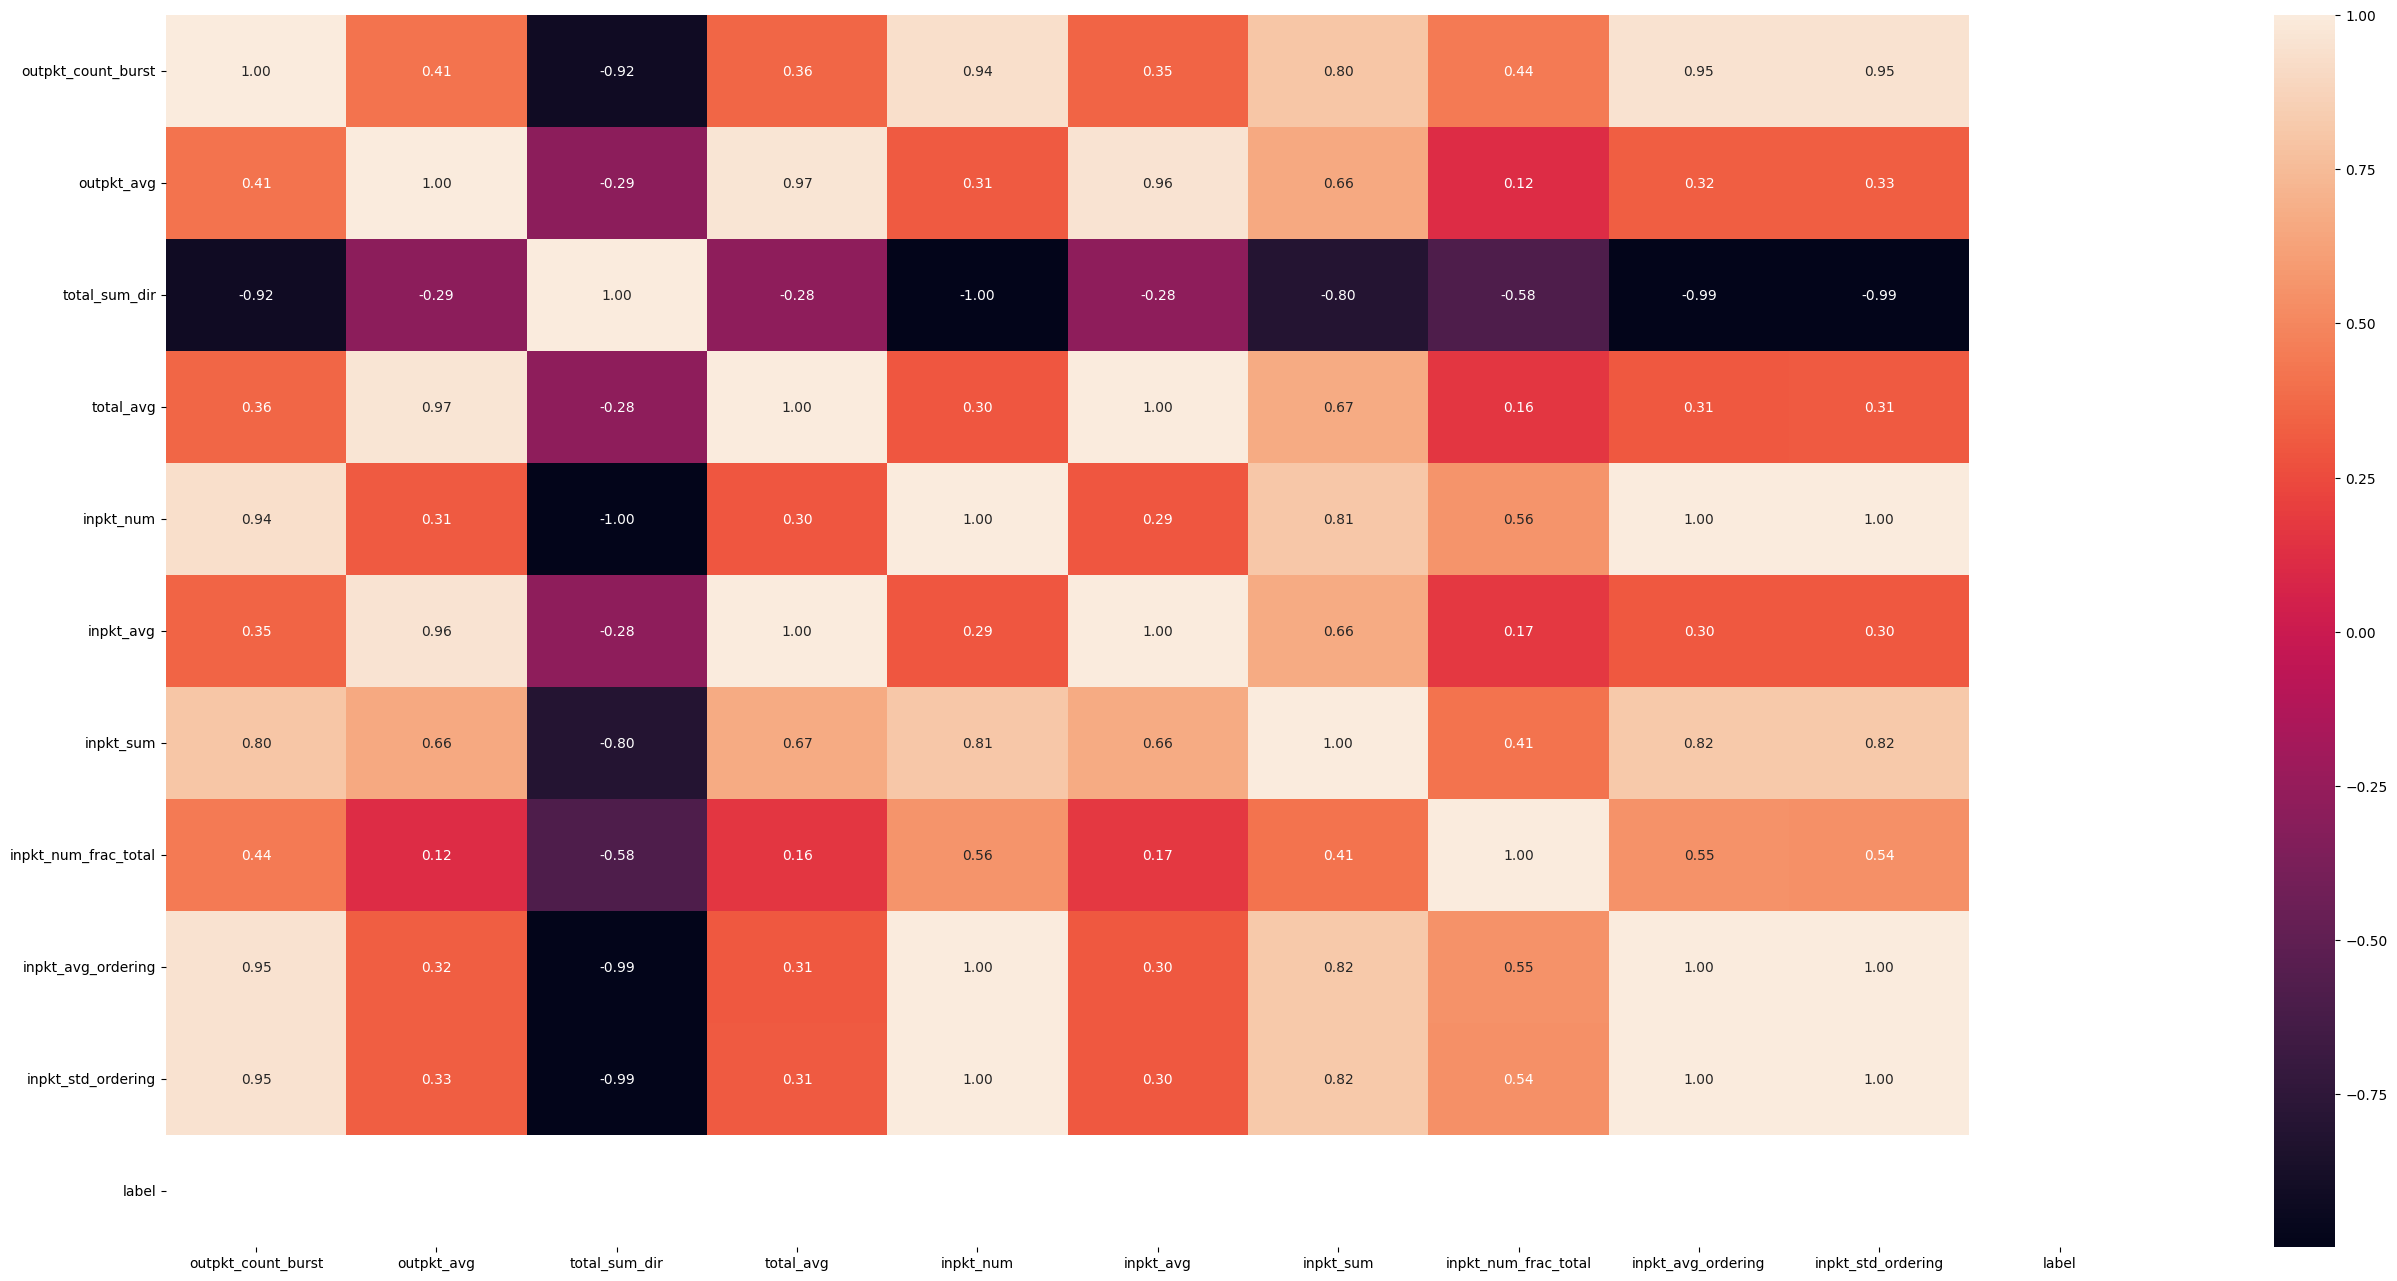 outpkt_count_burst 1.00 0.41 -0.92 0.36 0.94 0.35 0.80 0.44 0.95 0.95
outpkt_avg 0.41 1.00 -0.29 0.97 0.31 0.96 0.66 0.12 0.32 0.33
total_sum_dir -0.92 -0.29 1.00 -0.28 -1.00 -0.28 -0.80 -0.58 -0.99 -0.99
total_avg 0.36 0.97 -0.28 1.00 0.30 1.00 0.67 0.16 0.31 0.31
inpkt_num 0.94 0.31 -1.00 0.30 1.00 0.29 0.81 0.56 1.00 1.00
inpkt_avg 0.35 0.96 -0.28 1.00 0.29 1.00 0.66 0.17 0.30 0.30
inpkt_sum 0.80 0.66 -0.80 0.67 0.81 0.66 1.00 0.41 0.82 0.82
inpkt_num_frac_total 0.44 0.12 -0.58 0.16 0.56 0.17 0.41 1.00 0.55 0.54
inpkt_avg_ordering 0.95 0.32 -0.99 0.31 1.00 0.30 0.82 0.55 1.00 1.00
inpkt_std_ordering 0.95 0.33 -0.99 0.31 1.00 0.30 0.82 0.54 1.00 1.00
label
outpkt_count_burst outpkt_avg total_sum_dir total_avg inpkt_num inpkt_avg inpkt_sum inpkt_num_frac_total inpkt_avg_ordering inpkt_std_ordering label
1.00
0.75
0.50
0.25
0.00
−0.25
−0.50
−0.75